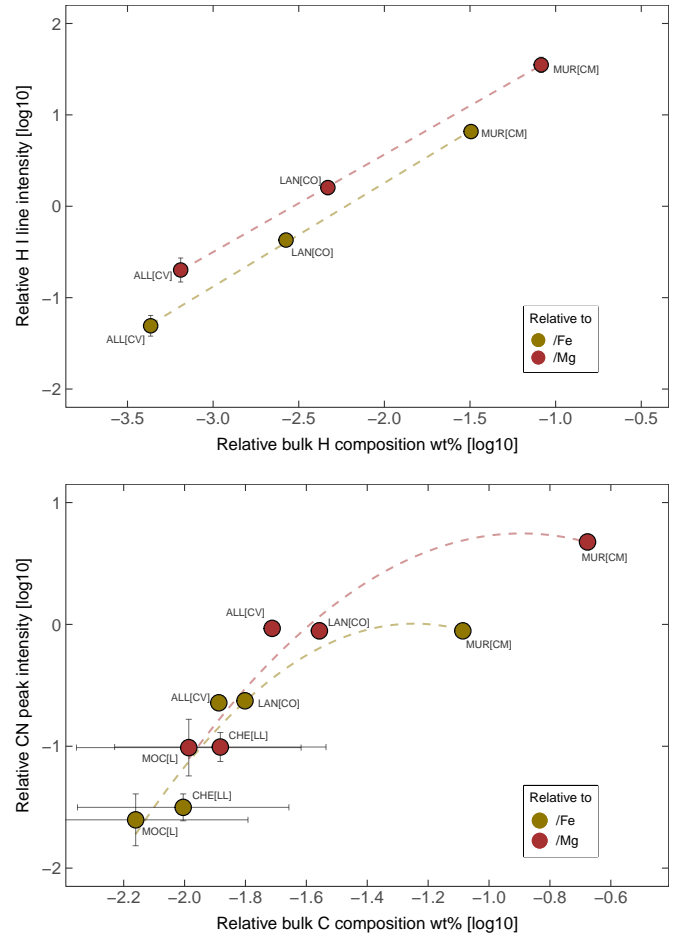 2
1
0
−1
−2
Relative H I line intensity [log10]
MUR[CM]
MUR[CM]
LAN[CO]
LAN[CO]
ALL[CV]
ALL[CV]
Relative to
/Fe
/Mg
−3.5 −3.0 −2.5 −2.0 −1.5 −1.0 −0.5
Relative bulk H composition wt% [log10]
1
0
−1
−2
Relative CN peak intensity [log10]
MUR[CM]
ALL[CV] LAN[CO]
MUR[CM]
ALL[CV] LAN[CO]
CHE[LL]
MOC[L]
CHE[LL]
MOC[L]
Relative to
/Fe
/Mg
−2.2 −2.0 −1.8 −1.6 −1.4 −1.2 −1.0 −0.8 −0.6
Relative bulk C composition wt% [log10]